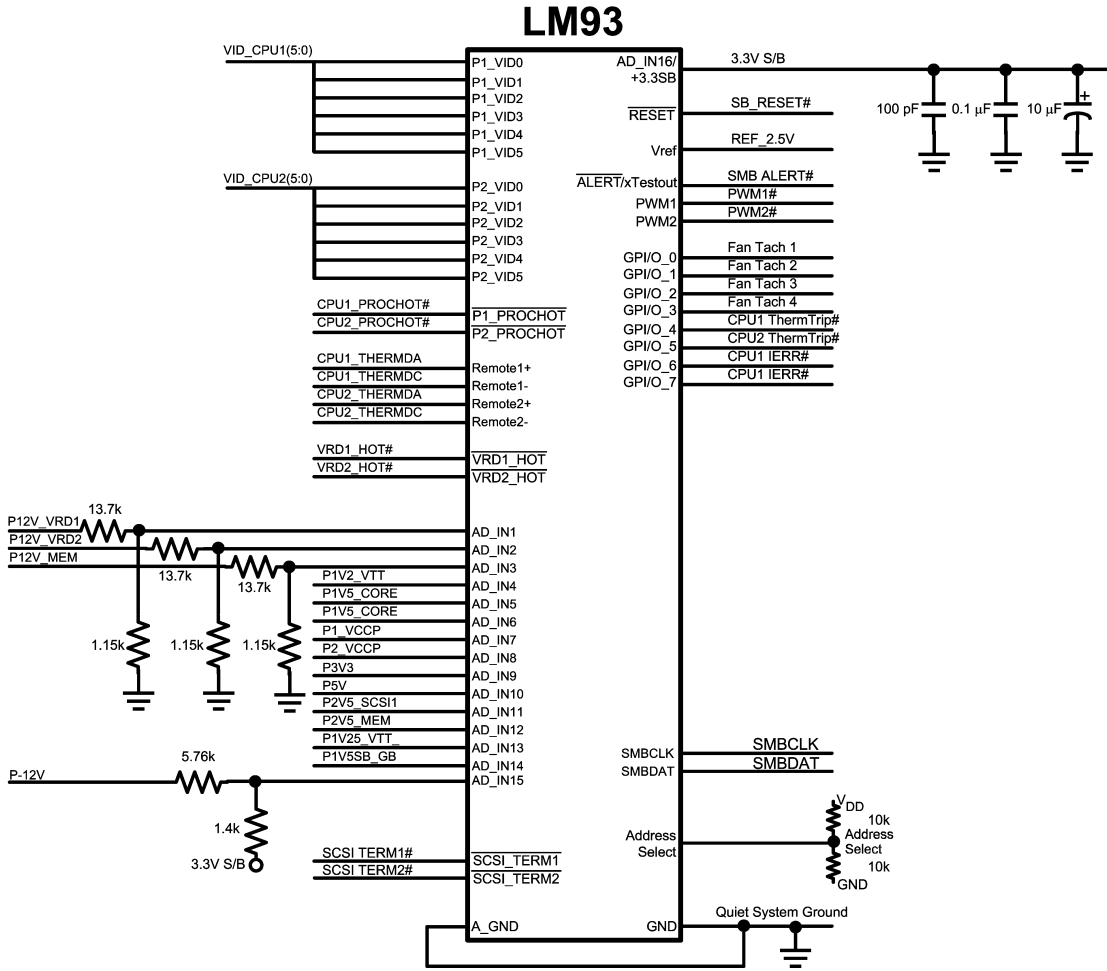 LM93
VID_CPU1(5:0)
P1_VID0
P1_VID1
P1_VID2
P1_VID3
P1_VID4
P1_VID5
VID_CPU2(5:0)
P2_VID0
P2_VID1
P2_VID2
P2_VID3
P2_VID4
P2_VID5
CPU1_PROCHOT#
P1_PROCHOT
CPU2_PROCHOT#
P2_PROCHOT
CPU1_THERMDA
Remote1+
CPU1_THERMDC
Remote1-
CPU2_THERMDA
Remote2+
CPU2_THERMDC
Remote2-
VRD1_HOT#
VRD1_HOT
VRD2_HOT#
VRD2_HOT
P12V_VRD1
13.7k
AD_IN1
P12V_VRD2
13.7k
AD_IN2
P12V_MEM
13.7k
AD_IN3
1.15k
1.15k
1.15k
P1V2_VTT
AD_IN4
P1V5_CORE
AD_IN5
P1V5_CORE
AD_IN6
P1_VCCP
AD_IN7
P2_VCCP
AD_IN8
P3V3
AD_IN9
P5V
AD_IN10
P2V5_SCSI1
AD_IN11
P2V5_MEM
AD_IN12
P1V25_VTT_
AD_IN13
P1V5SB_GB
AD_IN14
P-12V
5.76k
AD_IN15
1.4k
3.3V S/B
SCSI TERM1#
SCSI_TERM1
SCSI TERM2#
SCSI_TERM2
A_GND
AD_IN16/
+3.3SB
3.3V S/B
100 pF
0.1 µF
10 µF
+
RESET
SB_RESET#
Vref
REF_2.5V
ALERT/xTestout
SMB ALERT#
PWM1
PWM1#
PWM2
PWM2#
GPI/O_0
Fan Tach 1
GPI/O_1
Fan Tach 2
GPI/O_2
Fan Tach 3
GPI/O_3
Fan Tach 4
GPI/O_4
CPU1 ThermTrip#
GPI/O_5
CPU2 ThermTrip#
GPI/O_6
CPU1 IERR#
GPI/O_7
CPU1 IERR#
SMBCLK
SMBCLK
SMBDAT
SMBDAT
Address
Select
VDD
10k
Address
Select
10k
GND
GND
Quiet System Ground